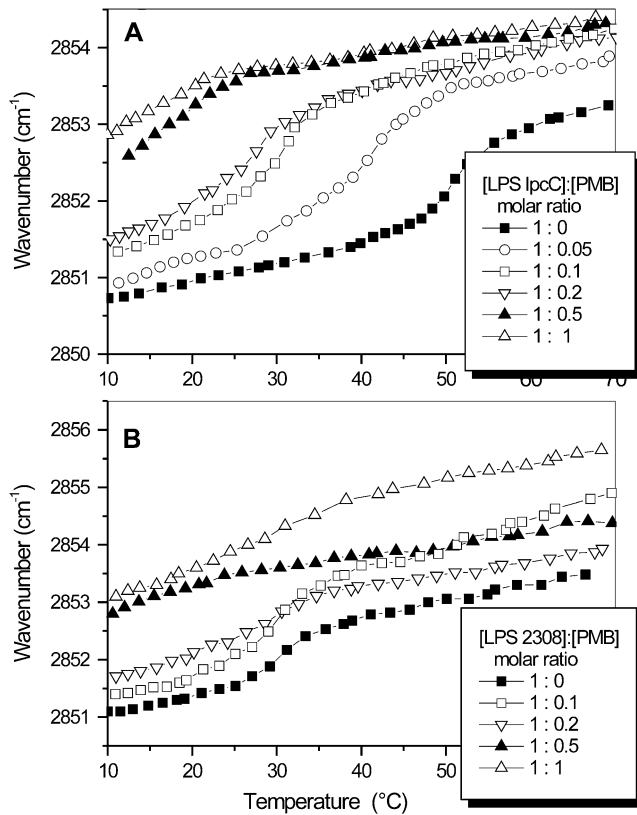 A
2854
2853
2852
2851
2850
Wavenumber (cm-1)
10 20 30 40 50 60 70
[LPS lpcC]:[PMB]
molar ratio
1 : 0
1 : 0.05
1 : 0.1
1 : 0.2
1 : 0.5
1 : 1
B
2856
2855
2854
2853
2852
2851
Wavenumber (cm-1)
10 20 30 40 50
Temperature (°C)
[LPS 2308]:[PMB]
molar ratio
1 : 0
1 : 0.1
1 : 0.2
1 : 0.5
1 : 1